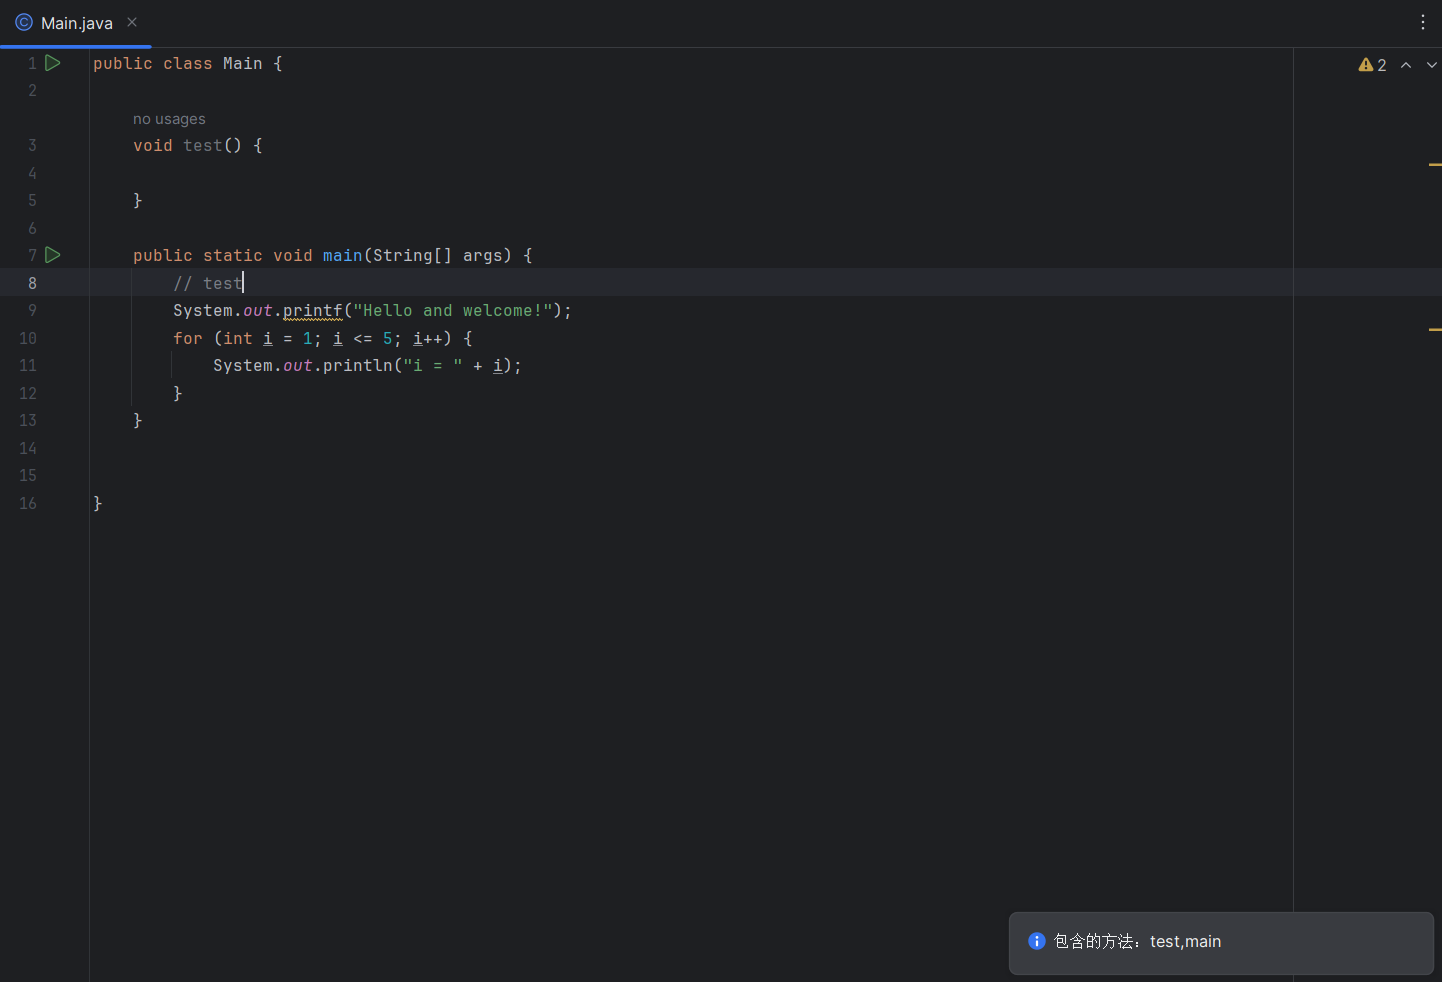 Main.java
2
1 public class Main {
2
no usages
3 void test() {
4
5 }
6
7 public static void main(String[] args) {
8 // test
9 System.out.printf("Hello and welcome!");
10 for (int i = 1; i <= 5; i++) {
11 System.out.println("i = " + i);
12 }
13 }
14
15
16 }
包含的方法：test,main